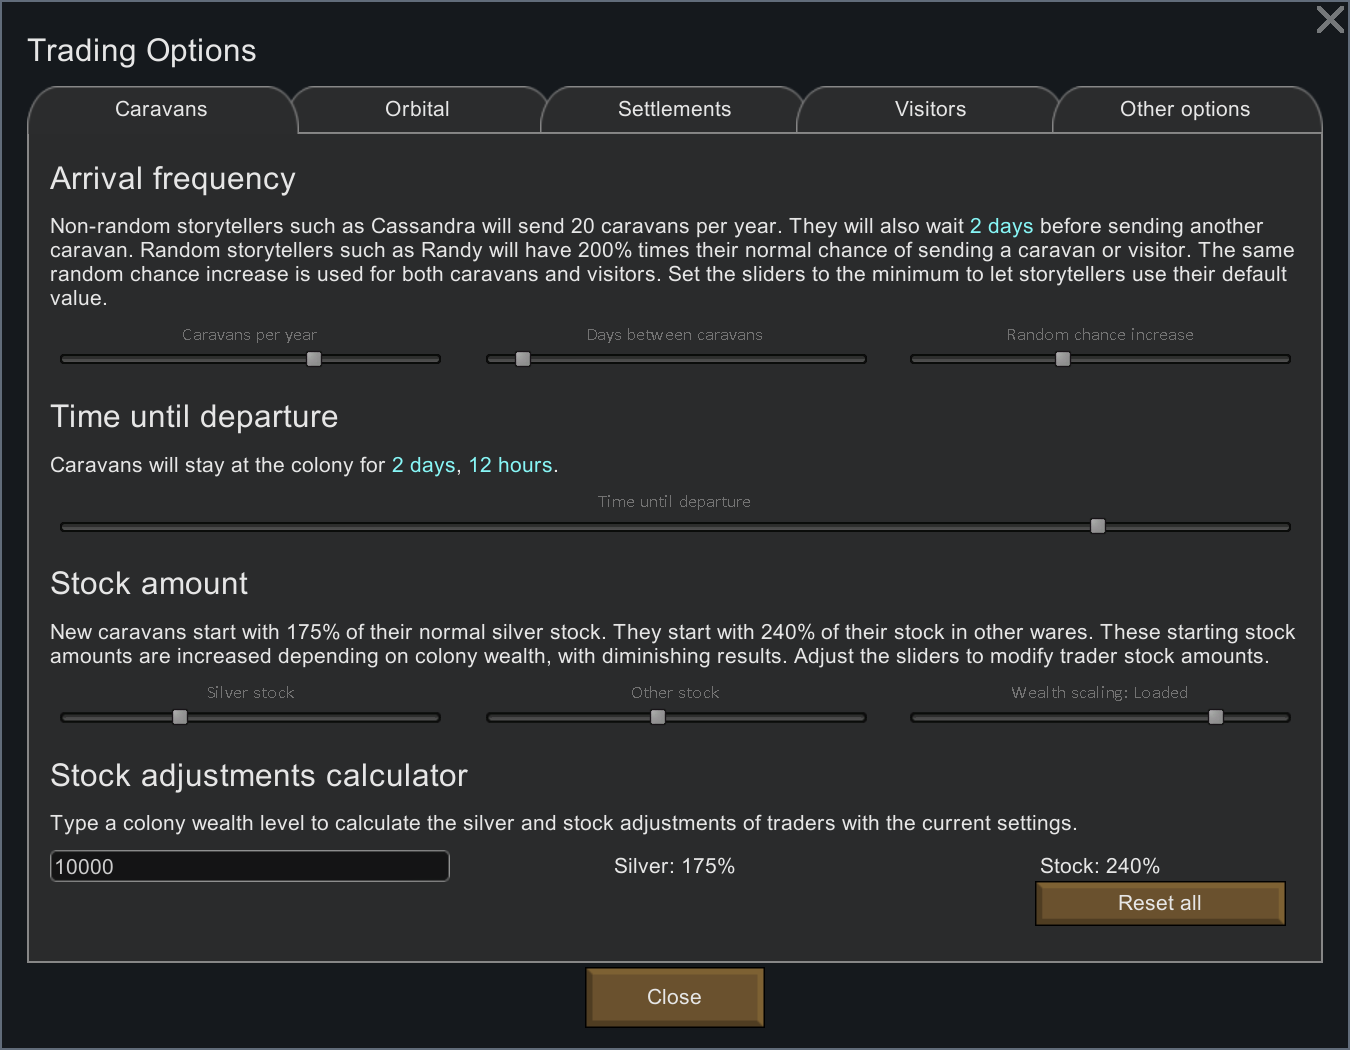 Trading Options
Caravans Orbital Settlements Visitors Other options
Arrival frequency
Non-random storytellers such as Cassandra will send 20 caravans per year. They will also wait 2 days before sending another
caravan. Random storytellers such as Randy will have 200% times their normal chance of sending a caravan or visitor. The same
random chance increase is used for both caravans and visitors. Set the sliders to the minimum to let storytellers use their default
value.
Caravans per year Days between caravans Random chance increase
Time until departure
Caravans will stay at the colony for 2 days, 12 hours.
Time until departure
Stock amount
New caravans start with 175% of their normal silver stock. They start with 240% of their stock in other wares. These starting stock
amounts are increased depending on colony wealth, with diminishing results. Adjust the sliders to modify trader stock amounts.
Silver stock Other stock Wealth scaling: Loaded
Stock adjustments calculator
Type a colony wealth level to calculate the silver and stock adjustments of traders with the current settings.
10000 Silver: 175% Stock: 240%
Reset all
Close